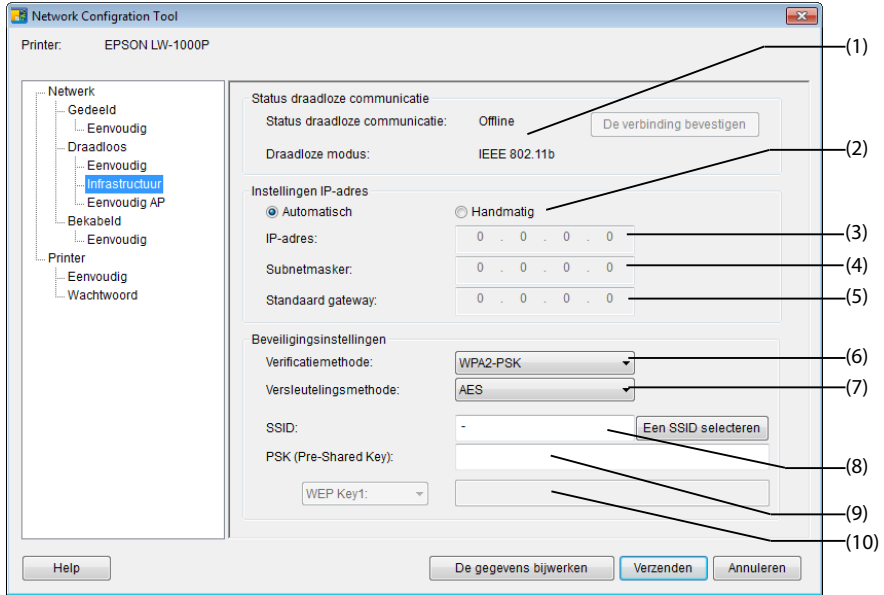 Network Configration Tool
Printer: EPSON LW-1000P
Netwerk
Gedeeld
Eenvoudig
Draadloos
Eenvoudig
Infrastructuur
Eenvoudig AP
Bekabeld
Eenvoudig
Printer
Eenvoudig
Wachtwoord
Status draadloze communicatie
Status draadloze communicatie: Offline De verbinding bevestigen
Draadloze modus: IEEE 802.11b
(1)
Instellingen IP-adres
Automatisch Handmatig
(2)
IP-adres: 0 . 0 . 0 . 0 (3)
Subnetmasker: 0 . 0 . 0 . 0 (4)
Standaard gateway: 0 . 0 . 0 . 0 (5)
Beveiligingsinstellingen
Verificatiemethode: WPA2-PSK (6)
Versleutelingsmethode: AES (7)
SSID: - Een SSID selecteren
(8)
PSK (Pre-Shared Key):
(9)
WEP Key1:
(10)
Help De gegevens bijwerken Verzenden Annuleren